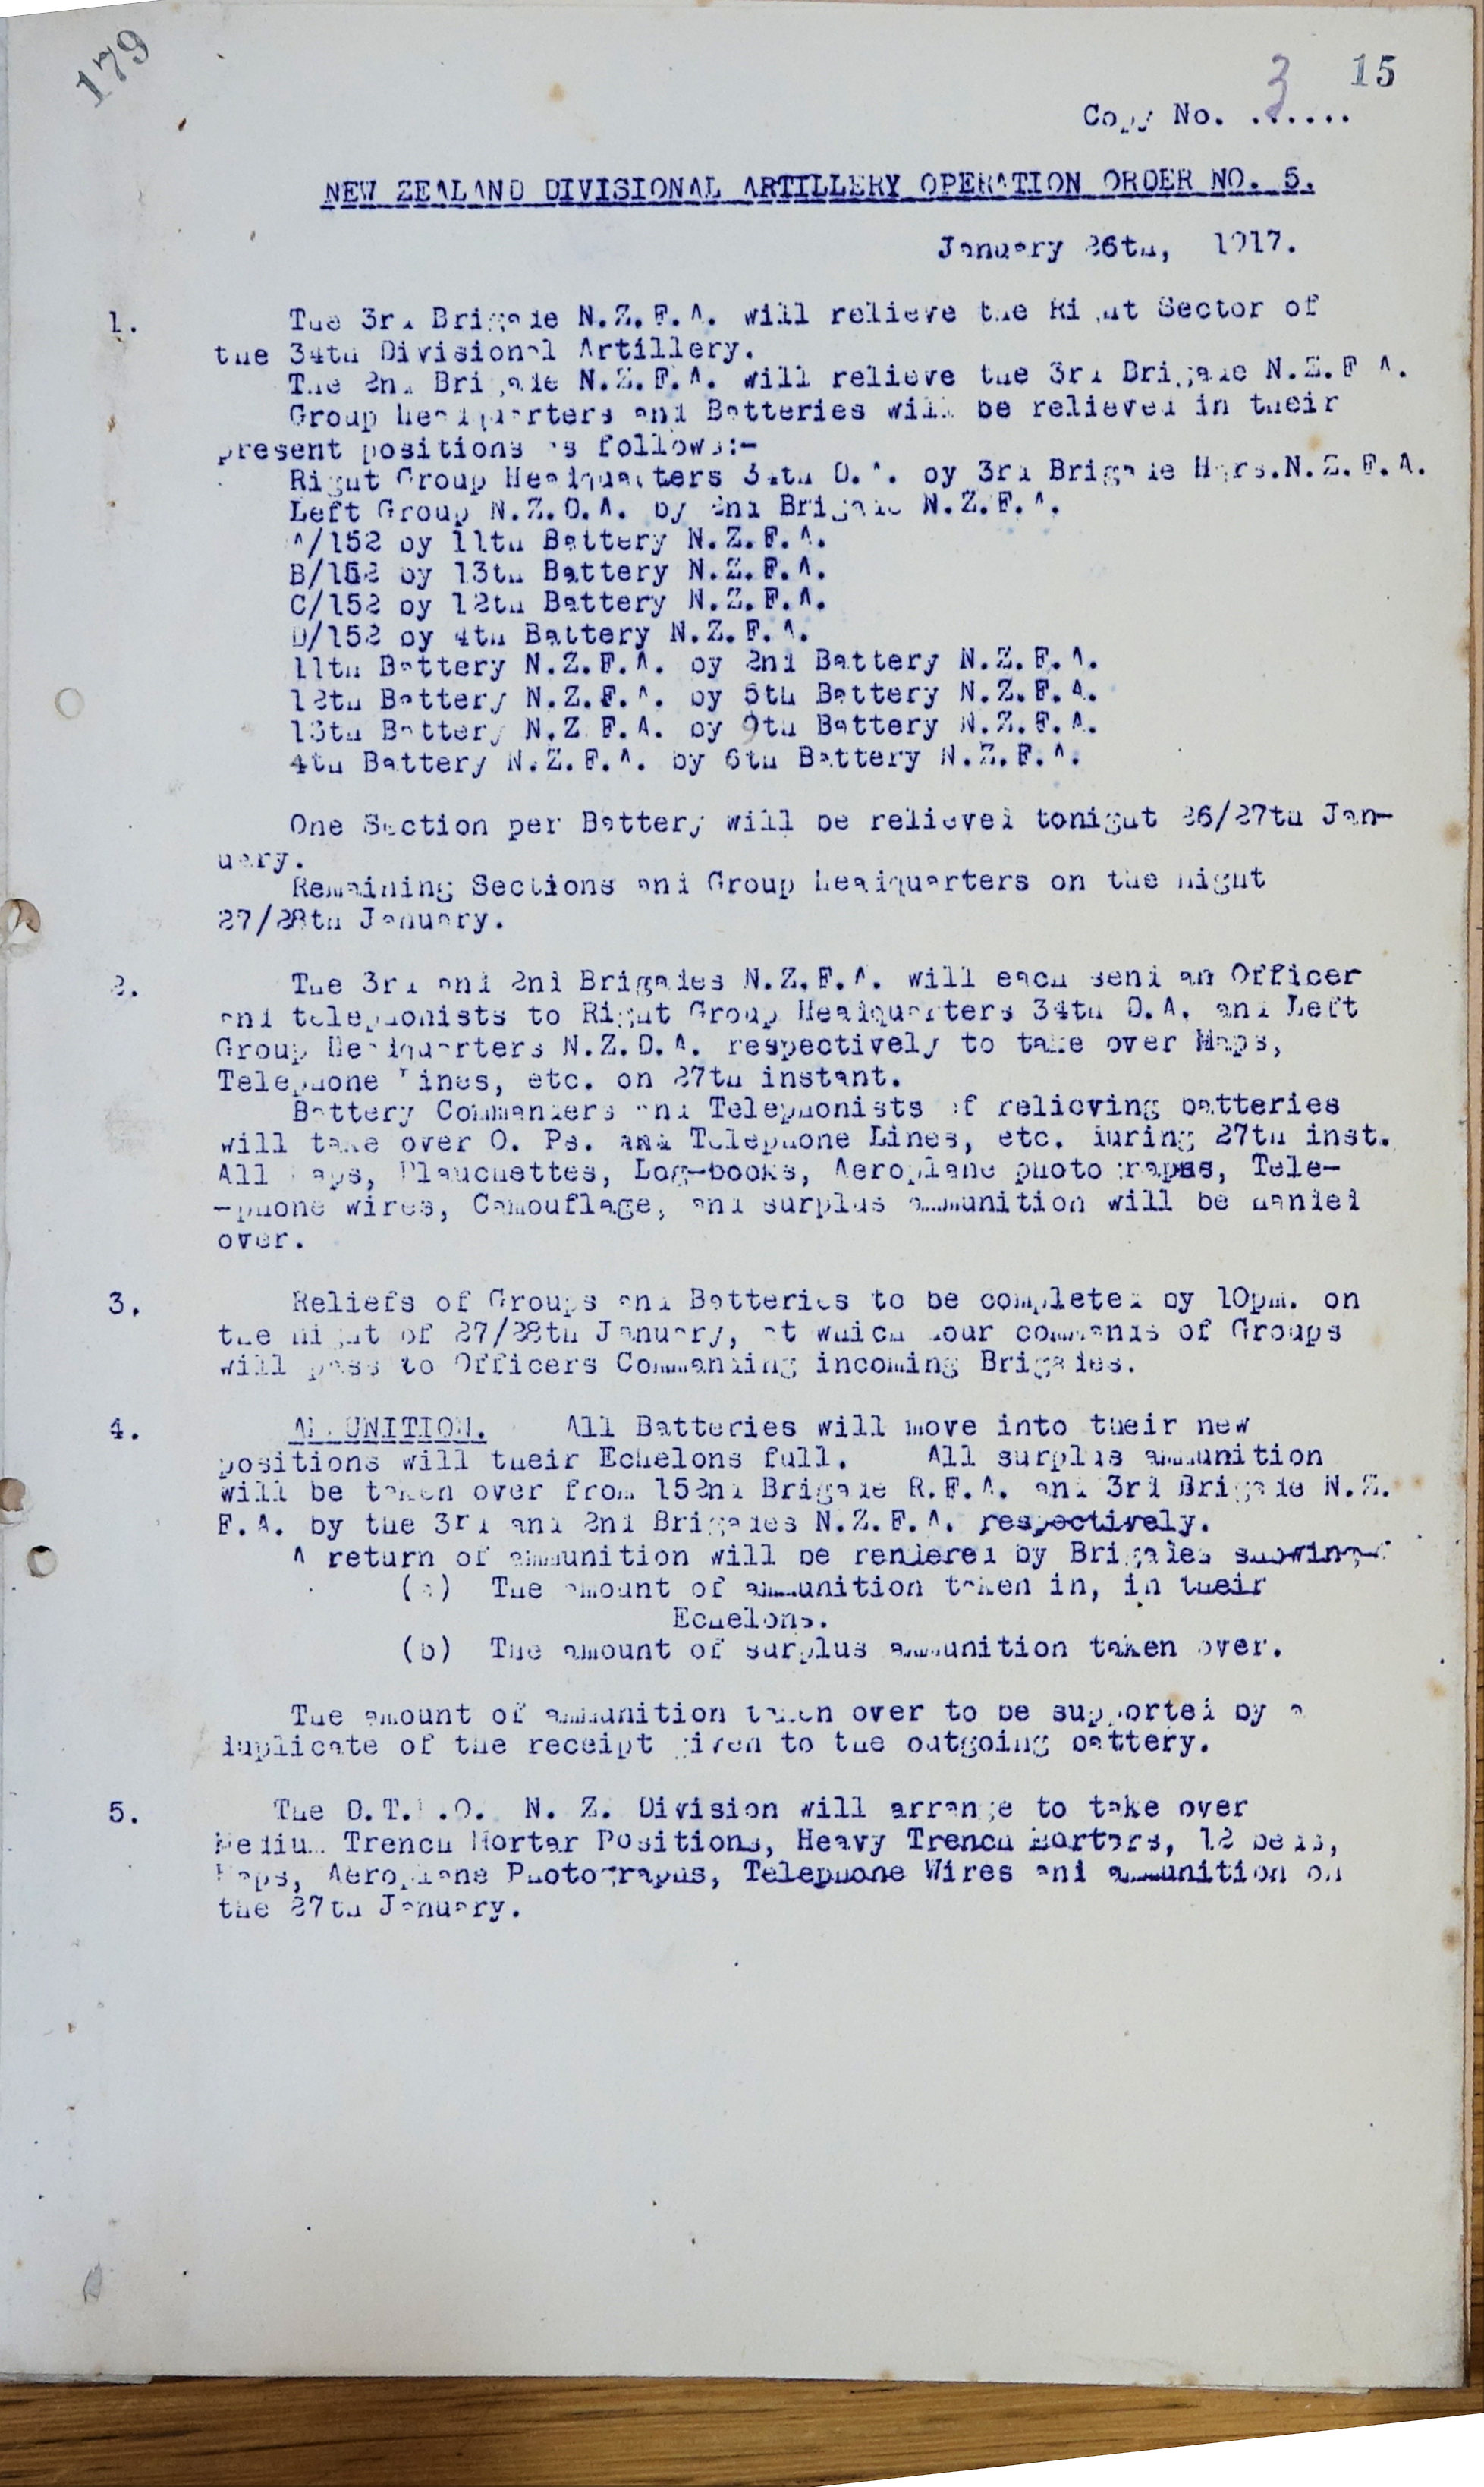 179
15
Copy No. ...3...
NEW ZEALAND DIVISIONAL ARTILLERY OPERATION ORDER NO. 5.
January 26th, 1917.
1. The 3rd Brigade N.Z.F.A. will relieve the Right Sector of
the 34th Divisional Artillery.
The 2nd Brigade N.Z.F.A. will relieve the 3rd Brigade N.Z.F A.
Group Headquarters and Batteries will be relieved in their
present positions as follows:-
Right Group Headquarters 34th D.A. by 3rd Brigade Hqrs.N.Z.F.A.
Left Group N.Z.D.A. by 2nd Brigade N.Z.F.A.
A/152 by 11th Battery N.Z.F.A.
B/152 by 13th Battery N.Z.F.A.
C/152 by 12th Battery N.Z.F.A.
D/152 by 4th Battery N.Z.F.A.
11th Battery N.Z.F.A. by 2nd Battery N.Z.F.A.
12th Battery N.Z.F.A. by 5th Battery N.Z.F.A.
13th Battery N.Z F.A. by 9th Battery N.Z.F.A.
4th Battery N.Z.F.A. by 6th Battery N.Z.F.A.
One Section per Battery will be relieved tonight 26/27th Jan-
uary.
Remaining Sections and Group Headquarters on the night
27/28th January.
2. The 3rd and 2nd Brigades N.Z.F.A. will each send an Officer
and telephonists to Right Group Headquarters 34th D.A. and Left
Group Headquarters N.Z.D.A. respectively to take over Maps,
Telephone Lines, etc. on 27th instant.
Battery Commanders and Telephonists of relieving batteries
will take over O. Ps. and Telephone Lines, etc. during 27th inst.
All Maps, Plauchettes, Log-books, Aeroplane photographs, Tele-
-phone wires, Camouflage, and surplus ammunition will be handed
over.
3. Reliefs of Groups and Batteries to be completed by 10pm. on
the night of 27/28th January, at which hour commands of Groups
will pass to Officers Commanding incoming Brigades.
4. AMMUNITION. All Batteries will move into their new
positions will their Echelons full. All surplus ammunition
will be taken over from 152nd Brigade R.F.A. and 3rd Brigade N.Z.
F.A. by the 3rd and 2nd Brigades N.Z.F.A. respectively.
A return of ammunition will be rendered by Brigades showing-
(a) The amount of ammunition taken in, in their
Echelons.
(b) The amount of surplus ammunition taken over.
The amount of ammunition taken over to be supported by a
duplicate of the receipt given to the outgoing battery.
5. The D.T.M.O. N. Z. Division will arrange to take over
Medium Trench Mortar Positions, Heavy Trench Mortars, 12 beds,
Maps, Aeroplane Photographs, Telephone Wires and ammunition on
the 27th January.